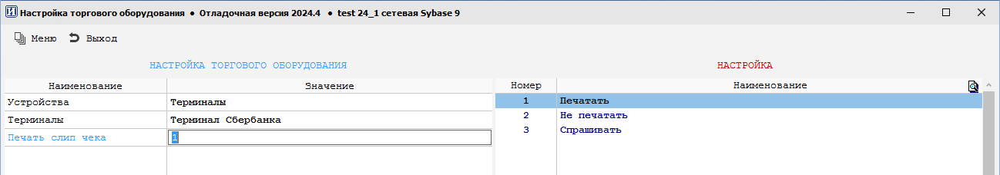 Настройка торгового оборудования • Отладочная версия 2024.4 • test 24_1 сетевая Sybase 9
Меню Выход
НАСТРОЙКА ТОРГОВОГО ОБОРУДОВАНИЯ
Наименование Значение
Устройства Терминалы
Терминалы Терминал Сбербанка
Печать слип чека 1
НАСТРОЙКА
Номер Наименование
1 Печатать
2 Не печатать
3 Спрашивать